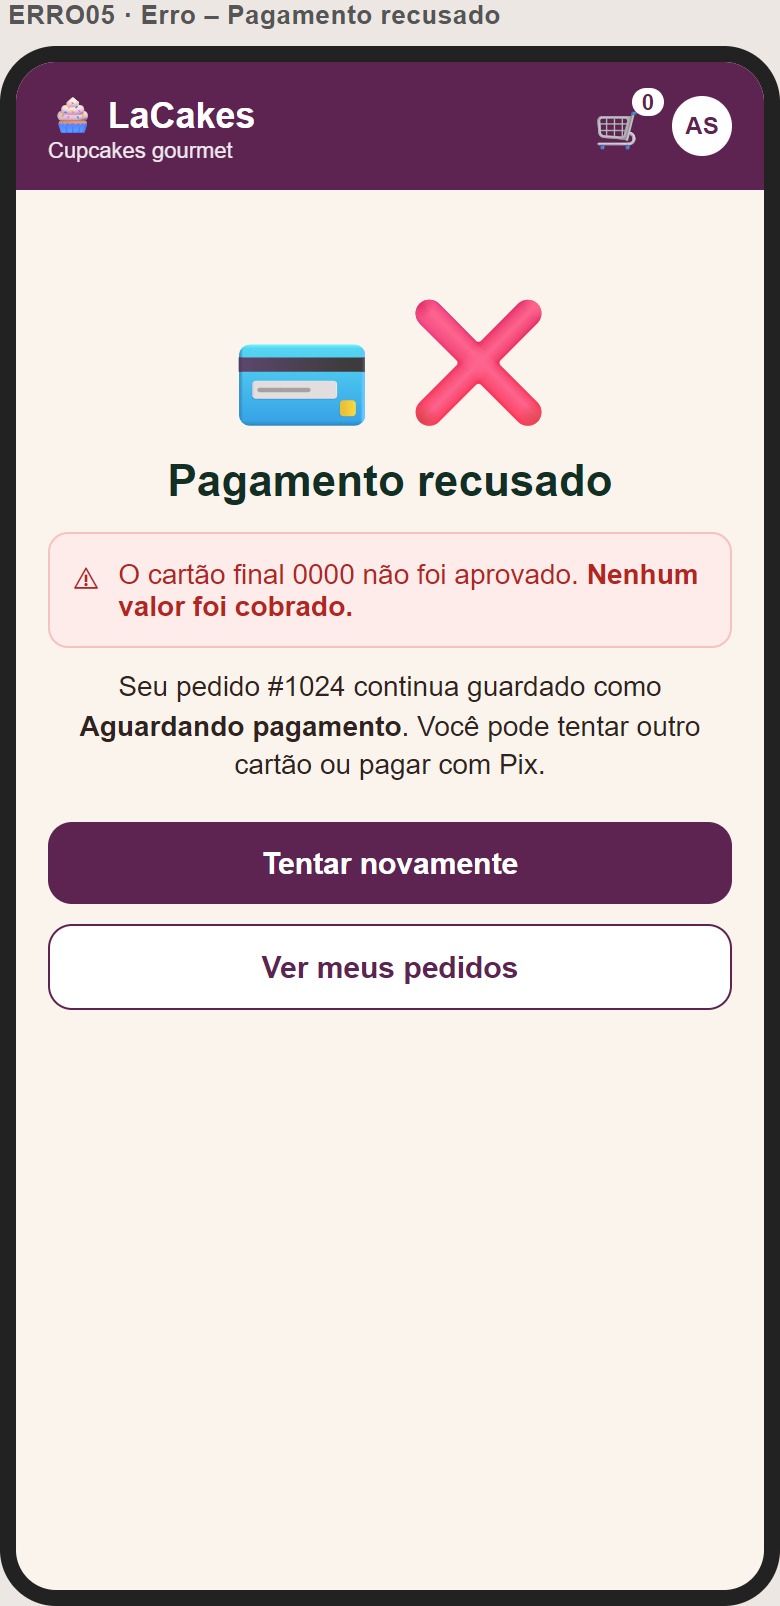 ERRO05 · Erro – Pagamento recusado
LaCakes
Cupcakes gourmet
0
AS
Pagamento recusado
O cartão final 0000 não foi aprovado. Nenhum
valor foi cobrado.
Seu pedido #1024 continua guardado como
Aguardando pagamento. Você pode tentar outro
cartão ou pagar com Pix.
Tentar novamente
Ver meus pedidos